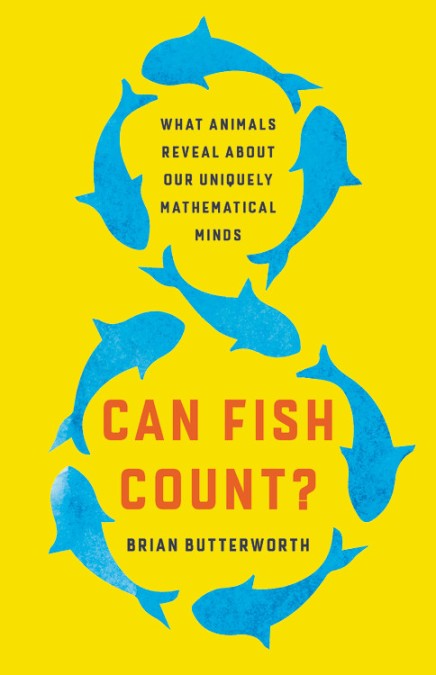 WHAT ANIMALS
REVEAL ABOUT
OUR UNIQUELY
MATHEMATICAL
MINDS
CAN FISH
COUNT?
BRIAN BUTTERWORTH